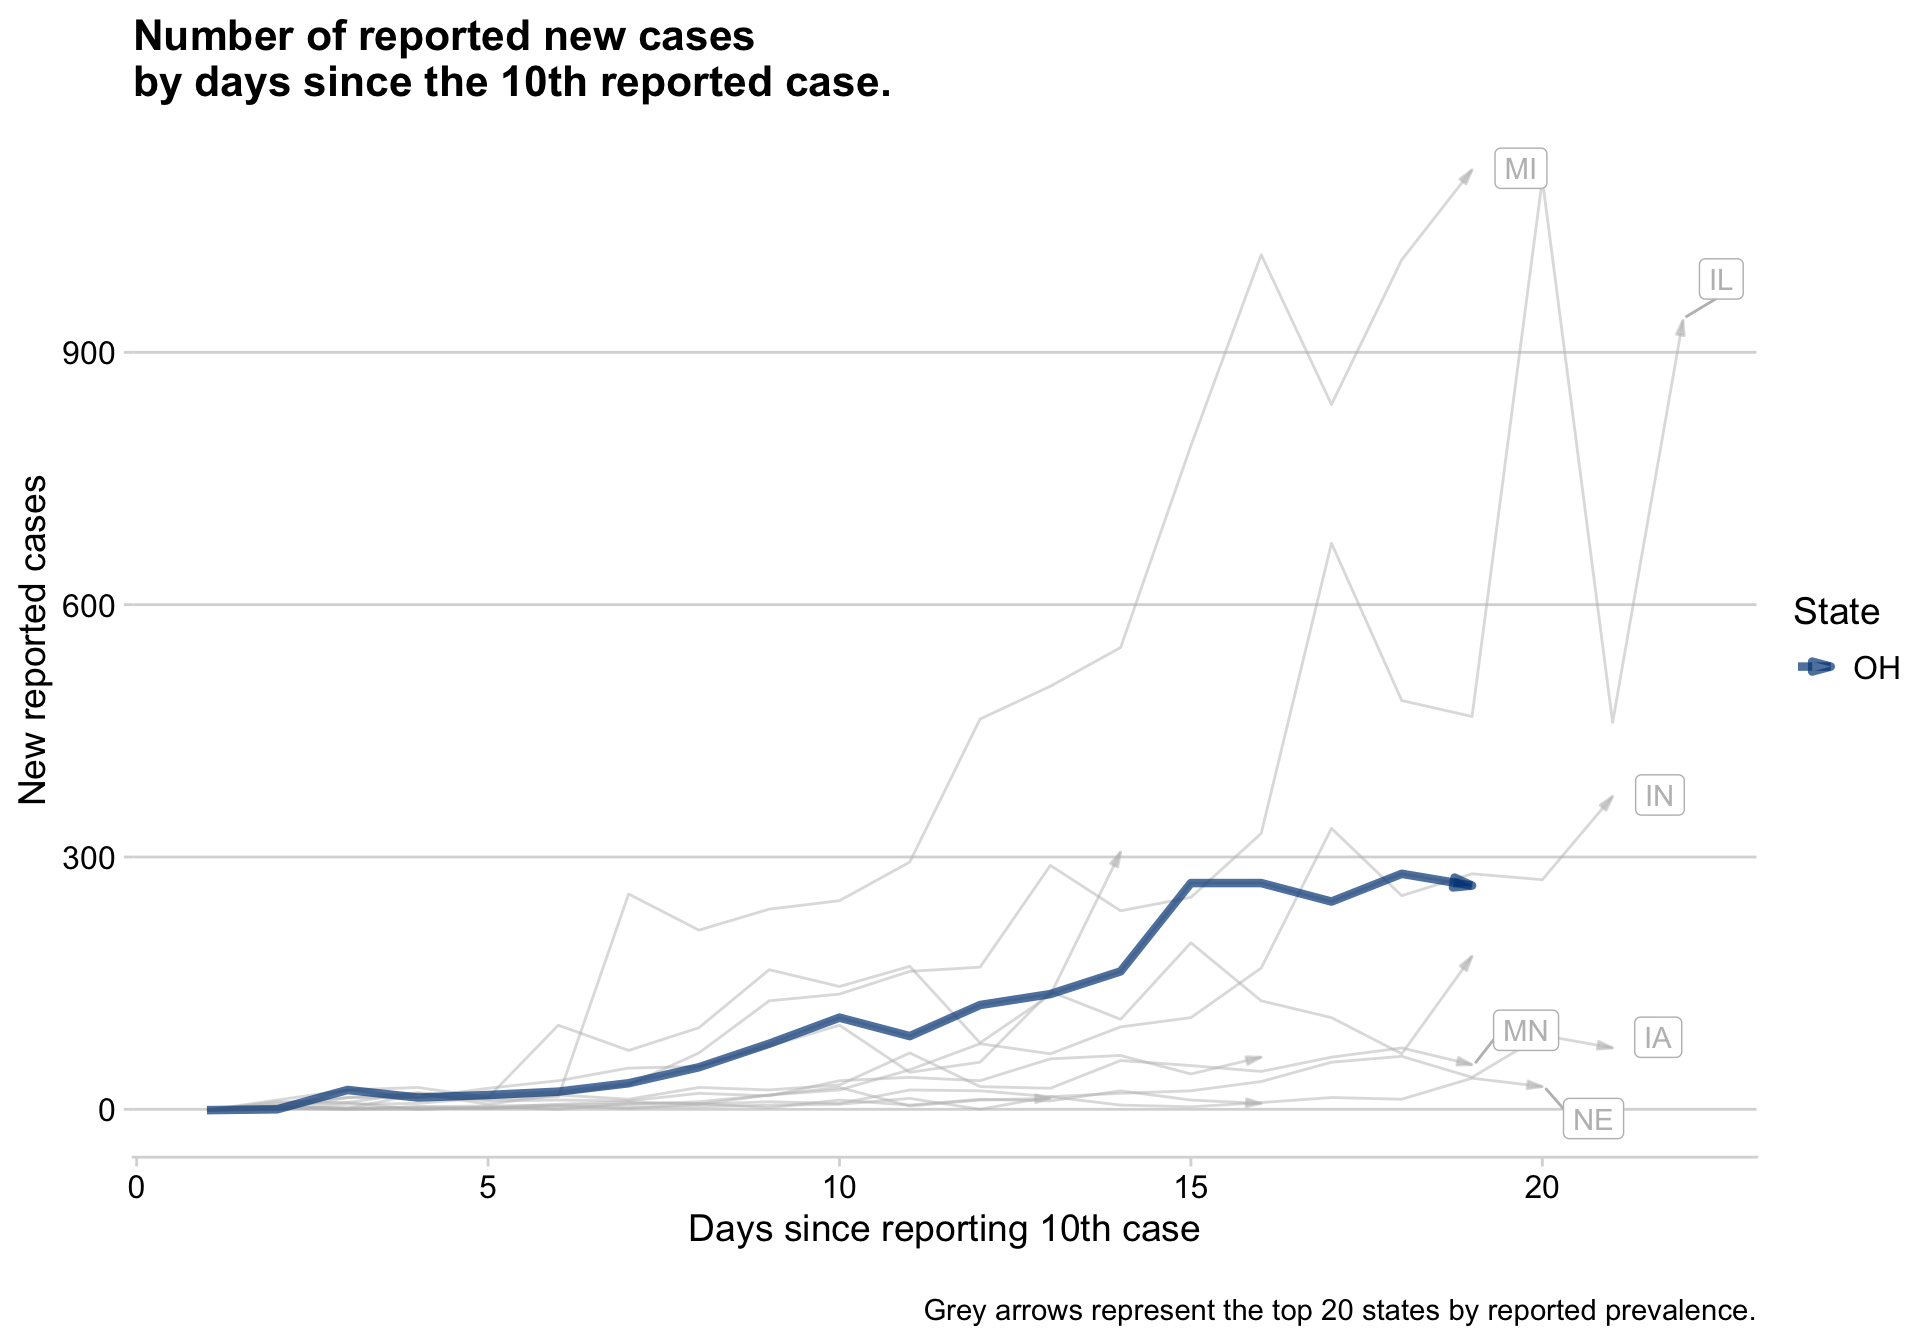 Number of reported new cases
by days since the 10th reported case.
MI
IL
900
600
300
0
New reported cases
IN
MN
IA
NE
State
OH
0 5 10 15 20
Days since reporting 10th case
Grey arrows represent the top 20 states by reported prevalence.